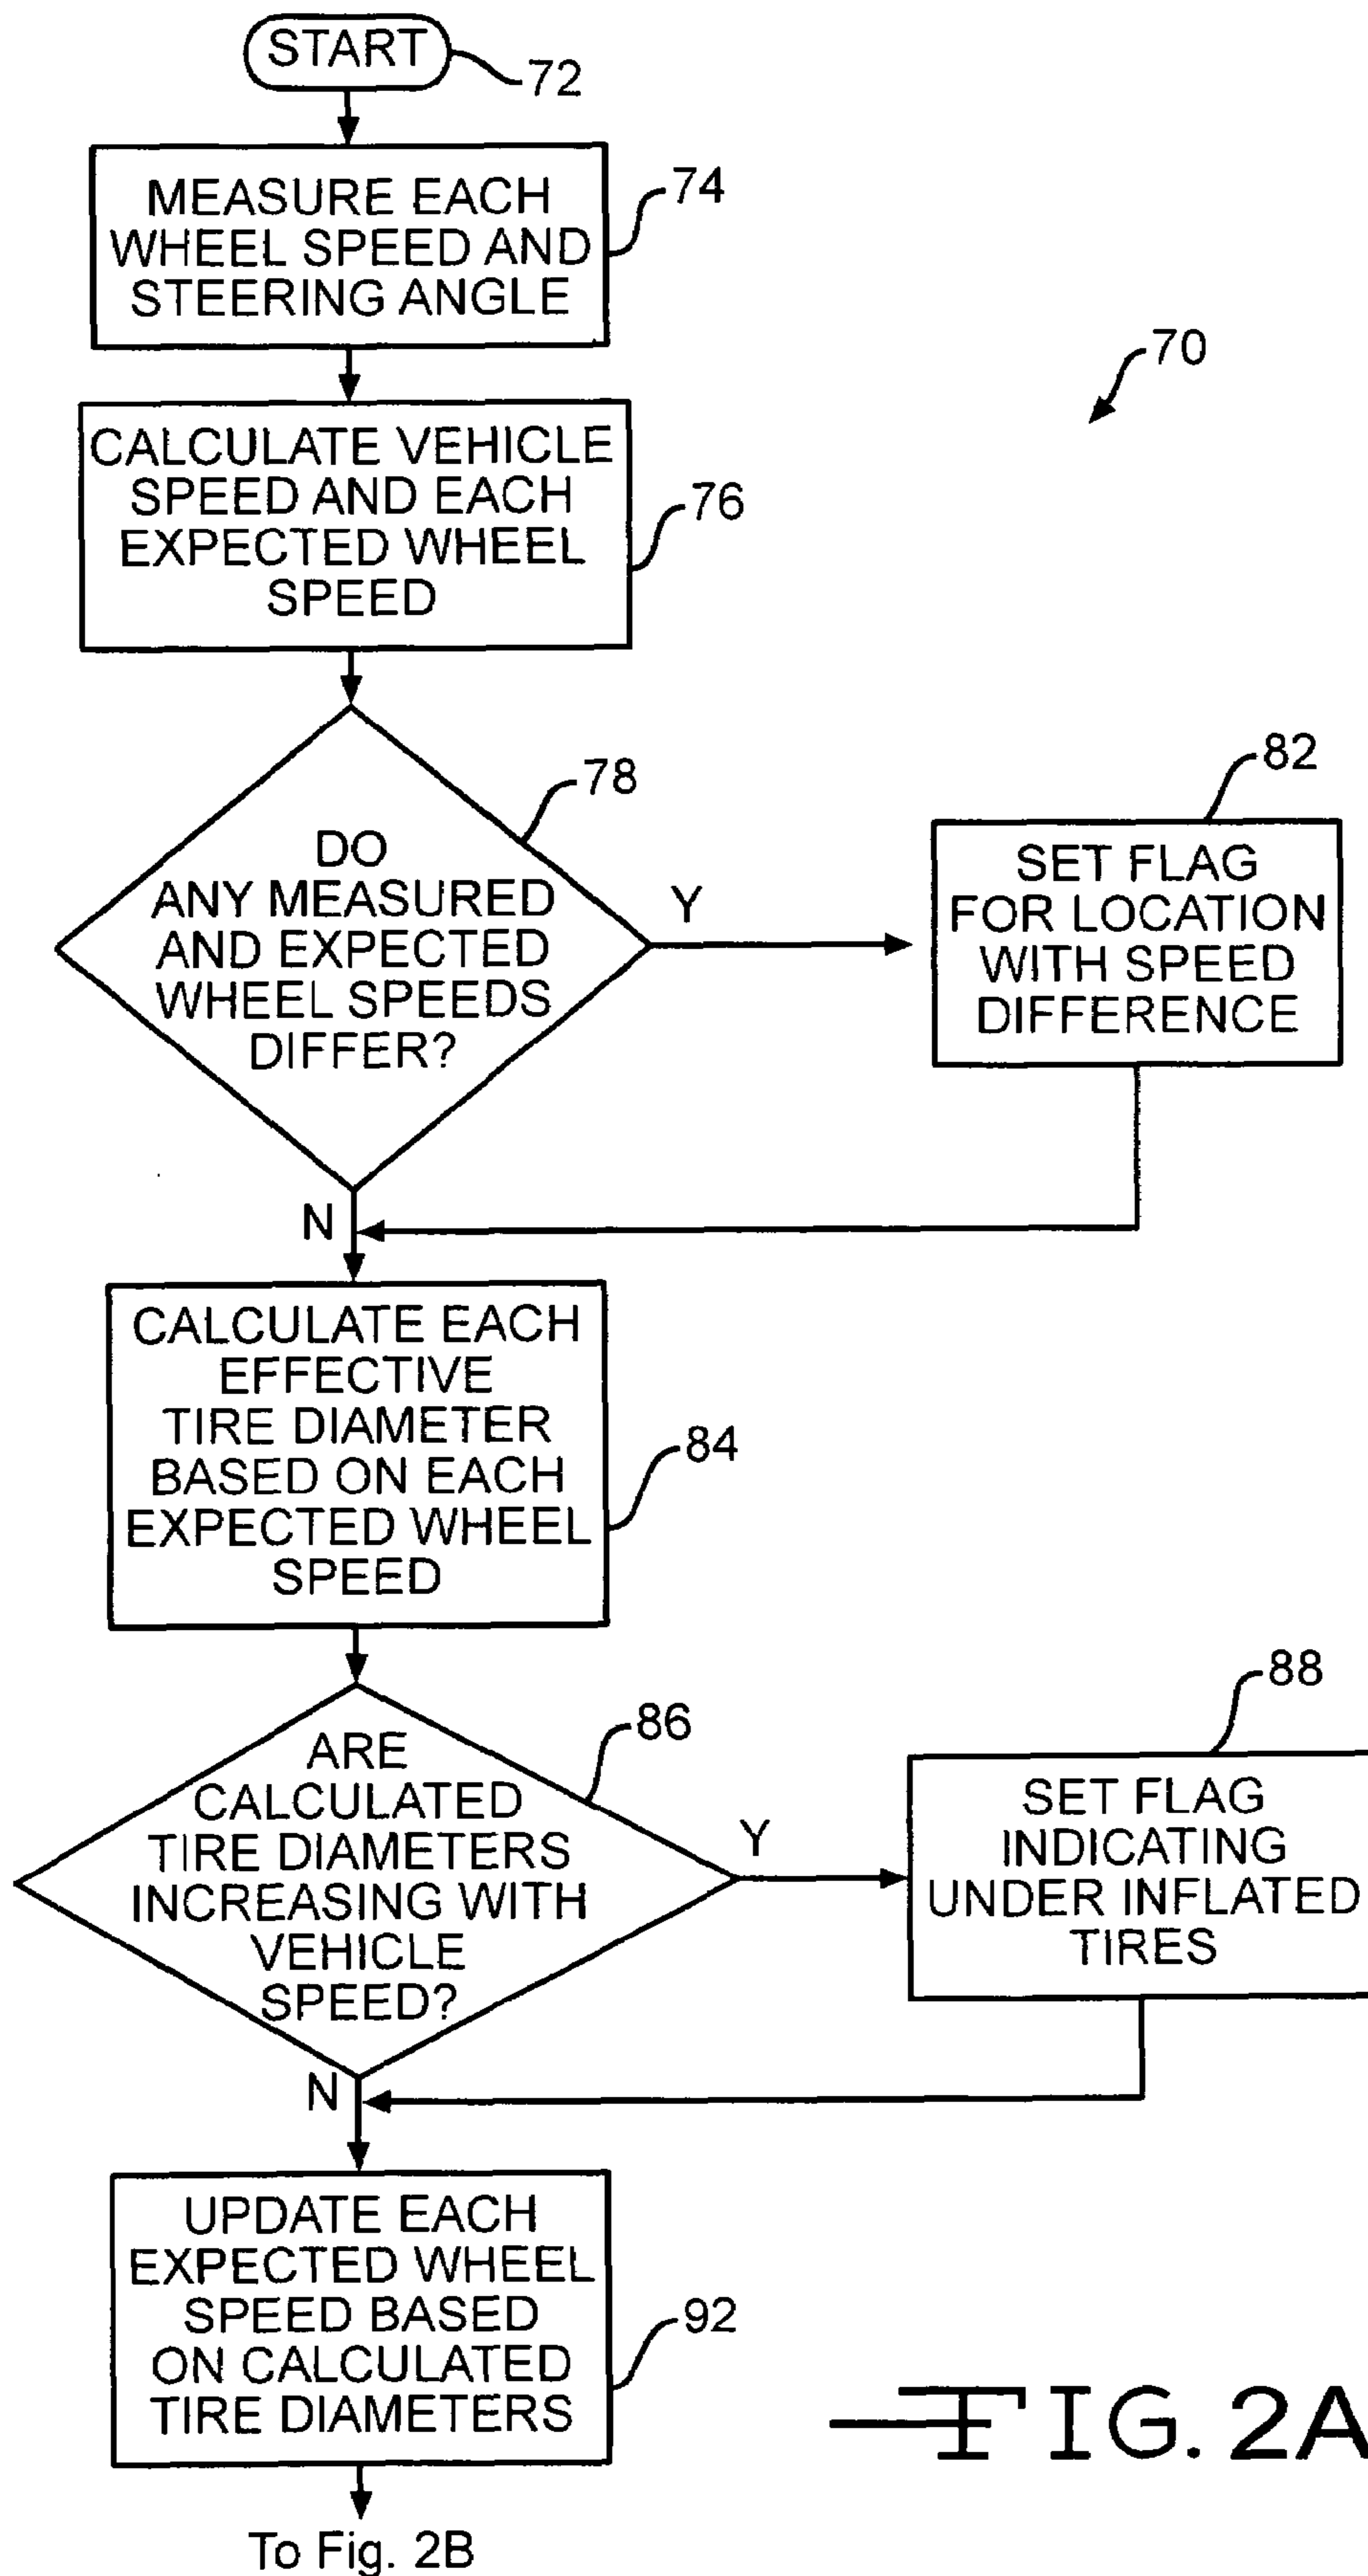 START
72
MEASURE EACH
WHEEL SPEED AND
STEERING ANGLE
74
70
CALCULATE VEHICLE
SPEED AND EACH
EXPECTED WHEEL
SPEED
76
DO
ANY MEASURED
AND EXPECTED
WHEEL SPEEDS
DIFFER?
78
Y
82
SET FLAG
FOR LOCATION
WITH SPEED
DIFFERENCE
N
CALCULATE EACH
EFFECTIVE
TIRE DIAMETER
BASED ON EACH
EXPECTED WHEEL
SPEED
84
ARE
CALCULATED
TIRE DIAMETERS
INCREASING WITH
VEHICLE
SPEED?
86
Y
88
SET FLAG
INDICATING
UNDER INFLATED
TIRES
N
UPDATE EACH
EXPECTED WHEEL
SPEED BASED
ON CALCULATED
TIRE DIAMETERS
92
FIG. 2A
To Fig. 2B